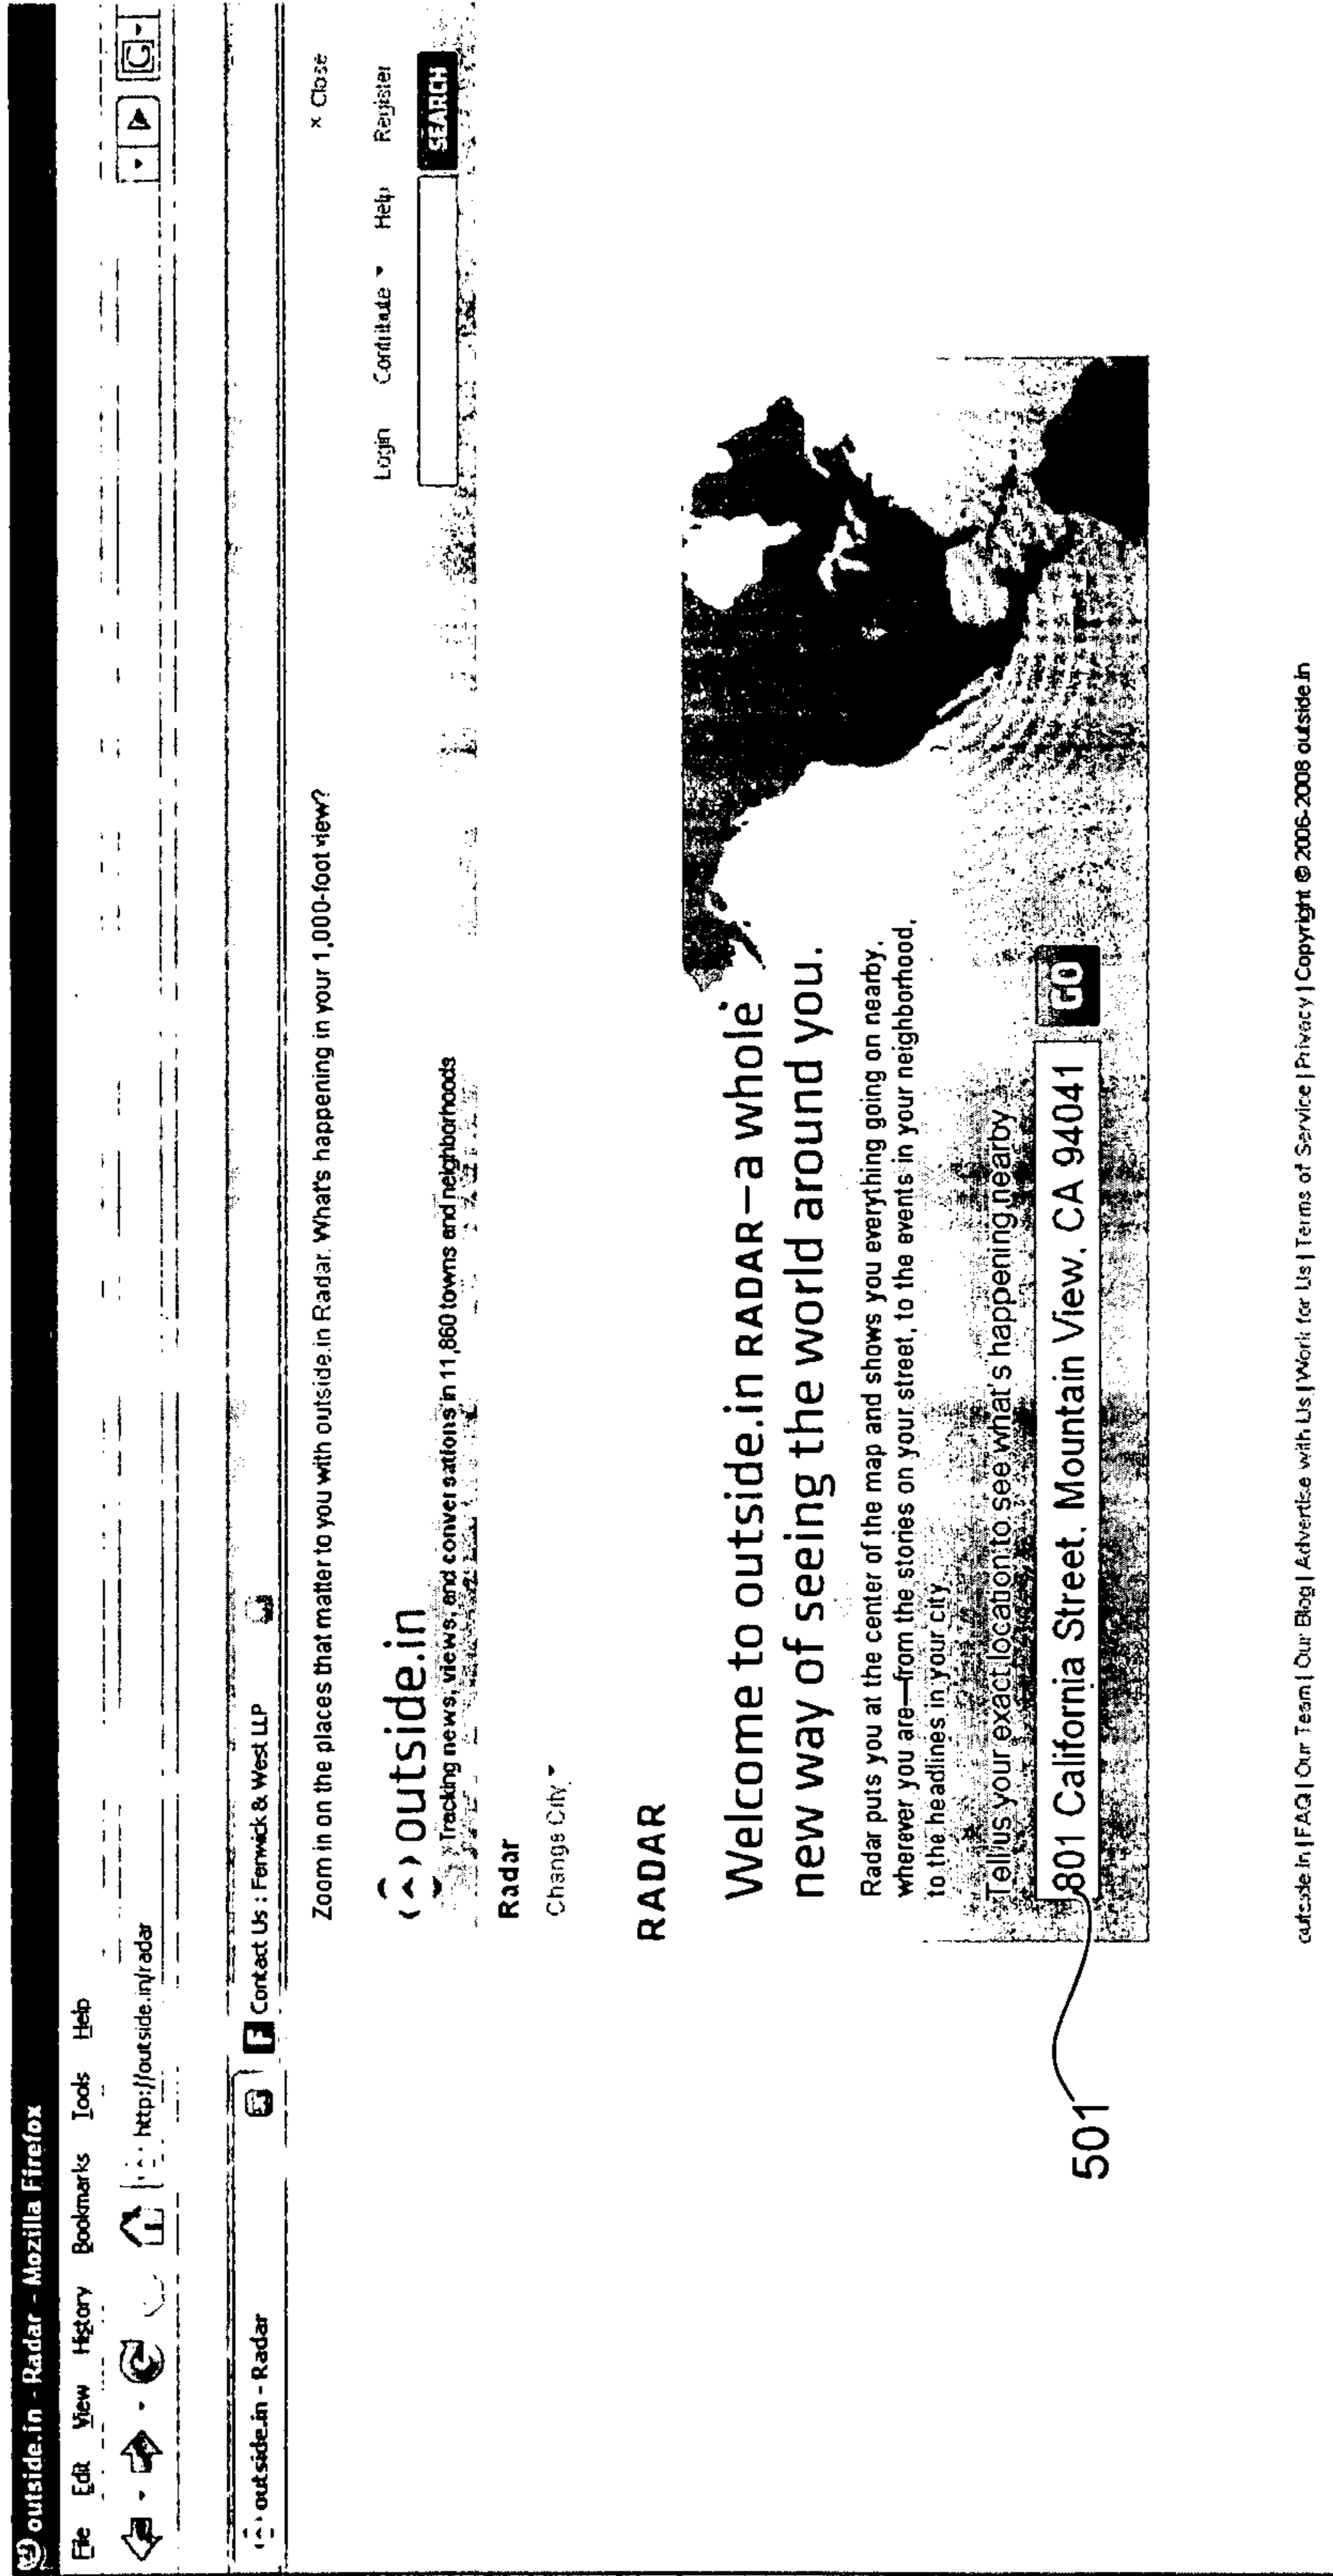 outside.in - Radar - Mozilla Firefox
File Edit View History Bookmarks Tools Help
http://outside.in/radar
outside.in - Radar
Contact Us : Fenwick & West LLP
Zoom in on the places that matter to you with outside.in Radar. What's happening in your 1,000-foot view?
× Close
Login Contribute Help Register
outside.in
Tracking news, views, and conversations in 11,860 towns and neighborhoods
SEARCH
Radar
Change City
RADAR
Welcome to outside.in RADAR—a whole
new way of seeing the world around you.
Radar puts you at the center of the map and shows you everything going on nearby,
wherever you are—from the stories on your street, to the events in your neighborhood,
to the headlines in your city
Tell us your exact location to see what's happening nearby
801 California Street, Mountain View, CA 94041
GO
501
outside.in | FAQ | Our Team | Our Blog | Advertise with Us | Work for Us | Terms of Service | Privacy | Copyright © 2006-2008 outside.in